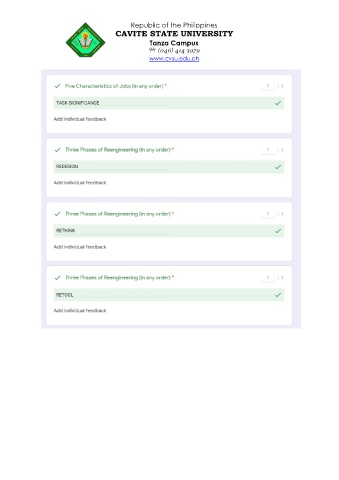 Republic of the Philippines
CAVITE STATE UNIVERSITY
Tanza Campus
☎ (046) 414-3979
www.cvsu.edu.ph
✓ Five Characteristics of Jobs (in any order) *
1 / 1
TASK SIGNIFICANCE ✓
Add individual feedback
✓ Three Phases of Reengineering (in any order) *
1 / 1
REDESIGN ✓
Add individual feedback
✓ Three Phases of Reengineering (in any order) *
1 / 1
RETHINK ✓
Add individual feedback
✓ Three Phases of Reengineering (in any order) *
1 / 1
RETOOL ✓
Add individual feedback